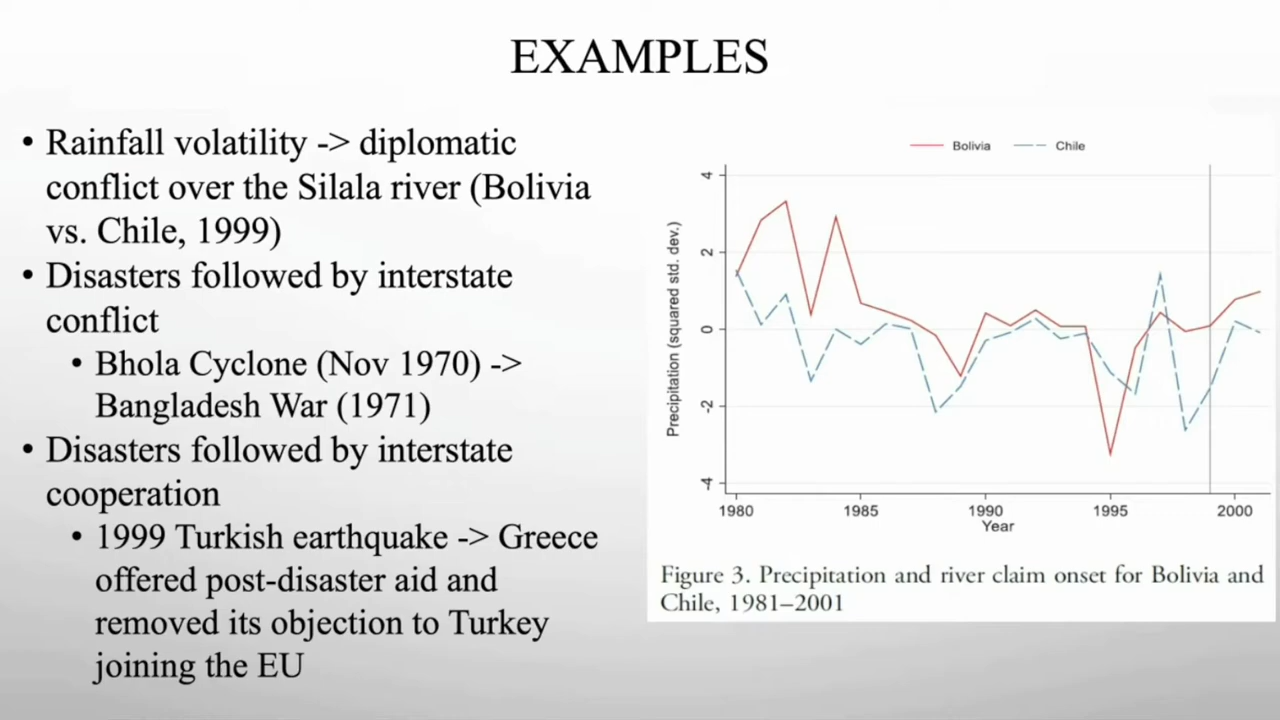 EXAMPLES
• Rainfall volatility -> diplomatic
conflict over the Silala river (Bolivia
vs. Chile, 1999)
• Disasters followed by interstate
conflict
• Bhola Cyclone (Nov 1970) ->
Bangladesh War (1971)
• Disasters followed by interstate
cooperation
• 1999 Turkish earthquake -> Greece
offered post-disaster aid and
removed its objection to Turkey
joining the EU
Bolivia Chile
Precipitation (squared std. dev.)
4
2
0
-2
-4
1980 1985 1990 1995 2000
Year
Figure 3. Precipitation and river claim onset for Bolivia and
Chile, 1981–2001